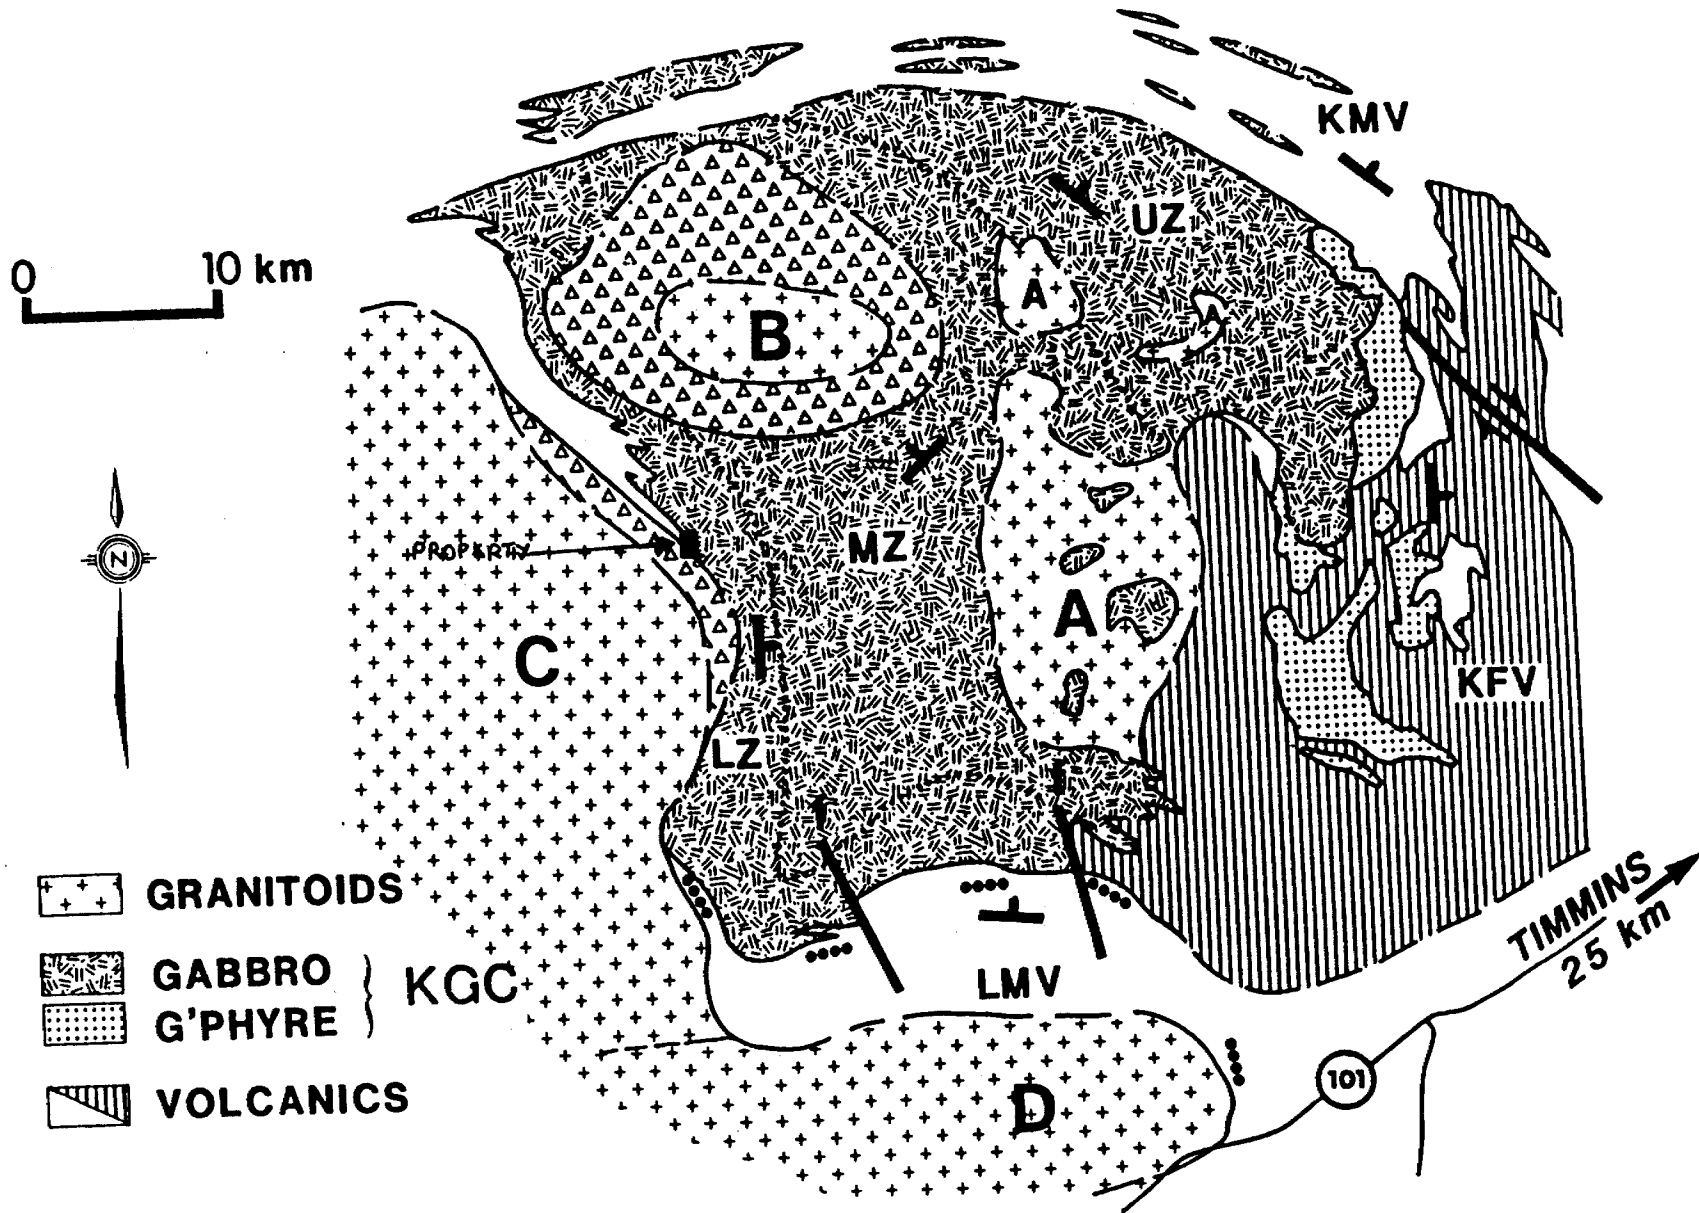 KMV
UZ
0 10 km
A
A
B
N
PROPERTY
MZ
C
A
KFV
LZ
GRANITOIDS
TIMMINS
25 km
GABBRO
KGC
LMV
G'PHYRE
VOLCANICS
D
101